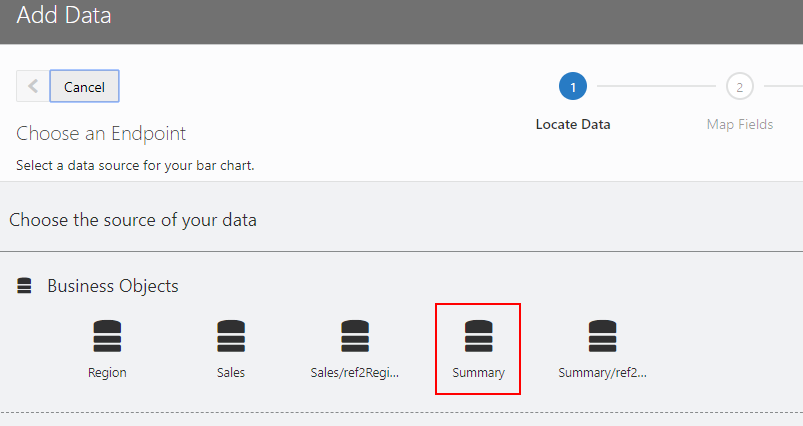 Add Data
Cancel
1
2
Locate Data
Map Fields
Choose an Endpoint
Select a data source for your bar chart.
Choose the source of your data
Business Objects
Region
Sales
Sales/ref2Regi...
Summary
Summary/ref2...